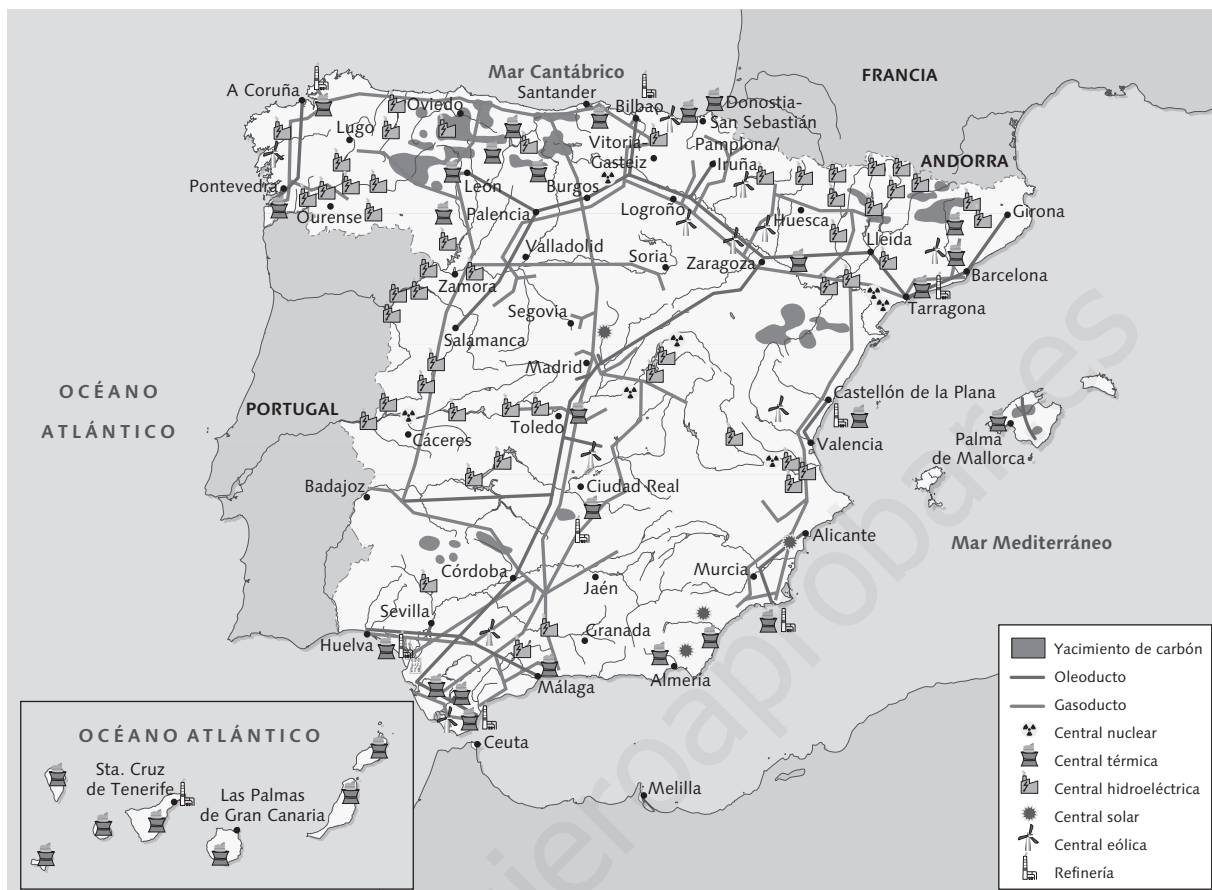 Mar Cantábrico
FRANCIA
A Coruña
Oviedo
Santander
Bilbao
Donostia-
San Sebastián
Lugo
Vitoria-
Gasteiz
Pamplona/
Iruña
ANDORRA
Pontevedra
León
Burgos
Ourense
Palencia
Logroño
Huesca
Girona
Valladolid
Soria
Zaragoza
Lleida
Barcelona
Zamora
Tarragona
Segovia
Salamanca
Madrid
OCÉANO
ATLÁNTICO
PORTUGAL
Castellón de la Plana
Toledo
Cáceres
Valencia
Palma
de Mallorca
Badajoz
Ciudad Real
Alicante
Mar Mediterráneo
Córdoba
Jaén
Murcia
Sevilla
Huelva
Granada
Málaga
Almería
Ceuta
Melilla
OCÉANO ATLÁNTICO
Sta. Cruz
de Tenerife
Las Palmas
de Gran Canaria
Yacimiento de carbón
Oleoducto
Gasoducto
Central nuclear
Central térmica
Central hidroeléctrica
Central solar
Central eólica
Refinería
ieroaprobar.es